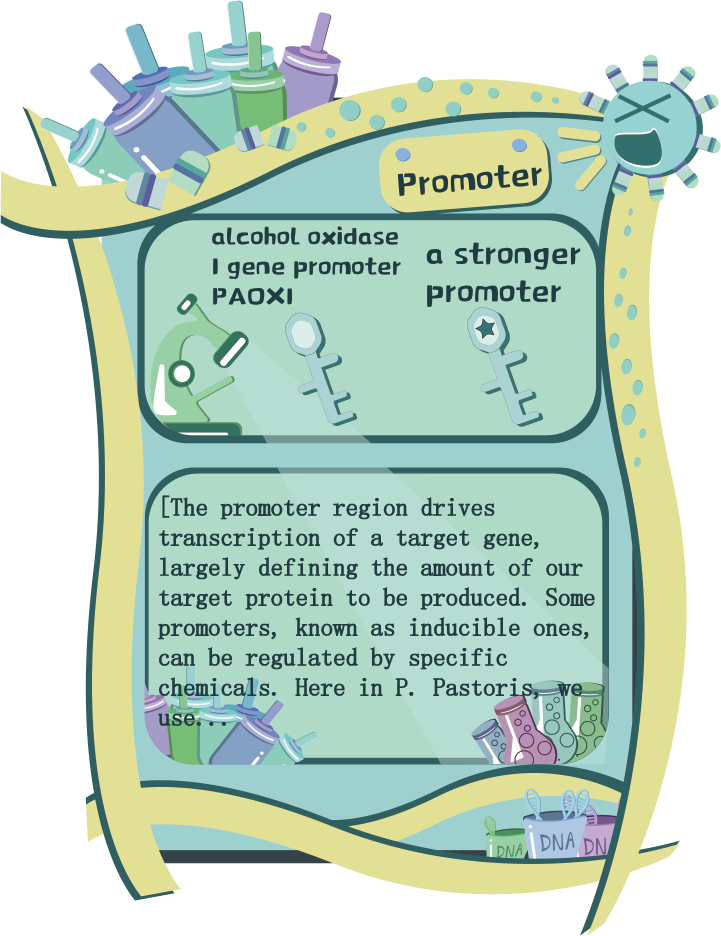 Promoter
alcohol oxidase
I gene promoter
PAOXI
a stronger
promoter
[The promoter region drives
transcription of a target gene,
largely defining the amount of our
target protein to be produced. Some
promoters, known as inducible ones,
can be regulated by specific
chemicals. Here in P. Pastoris, we
use...
DNA
DNA
DN